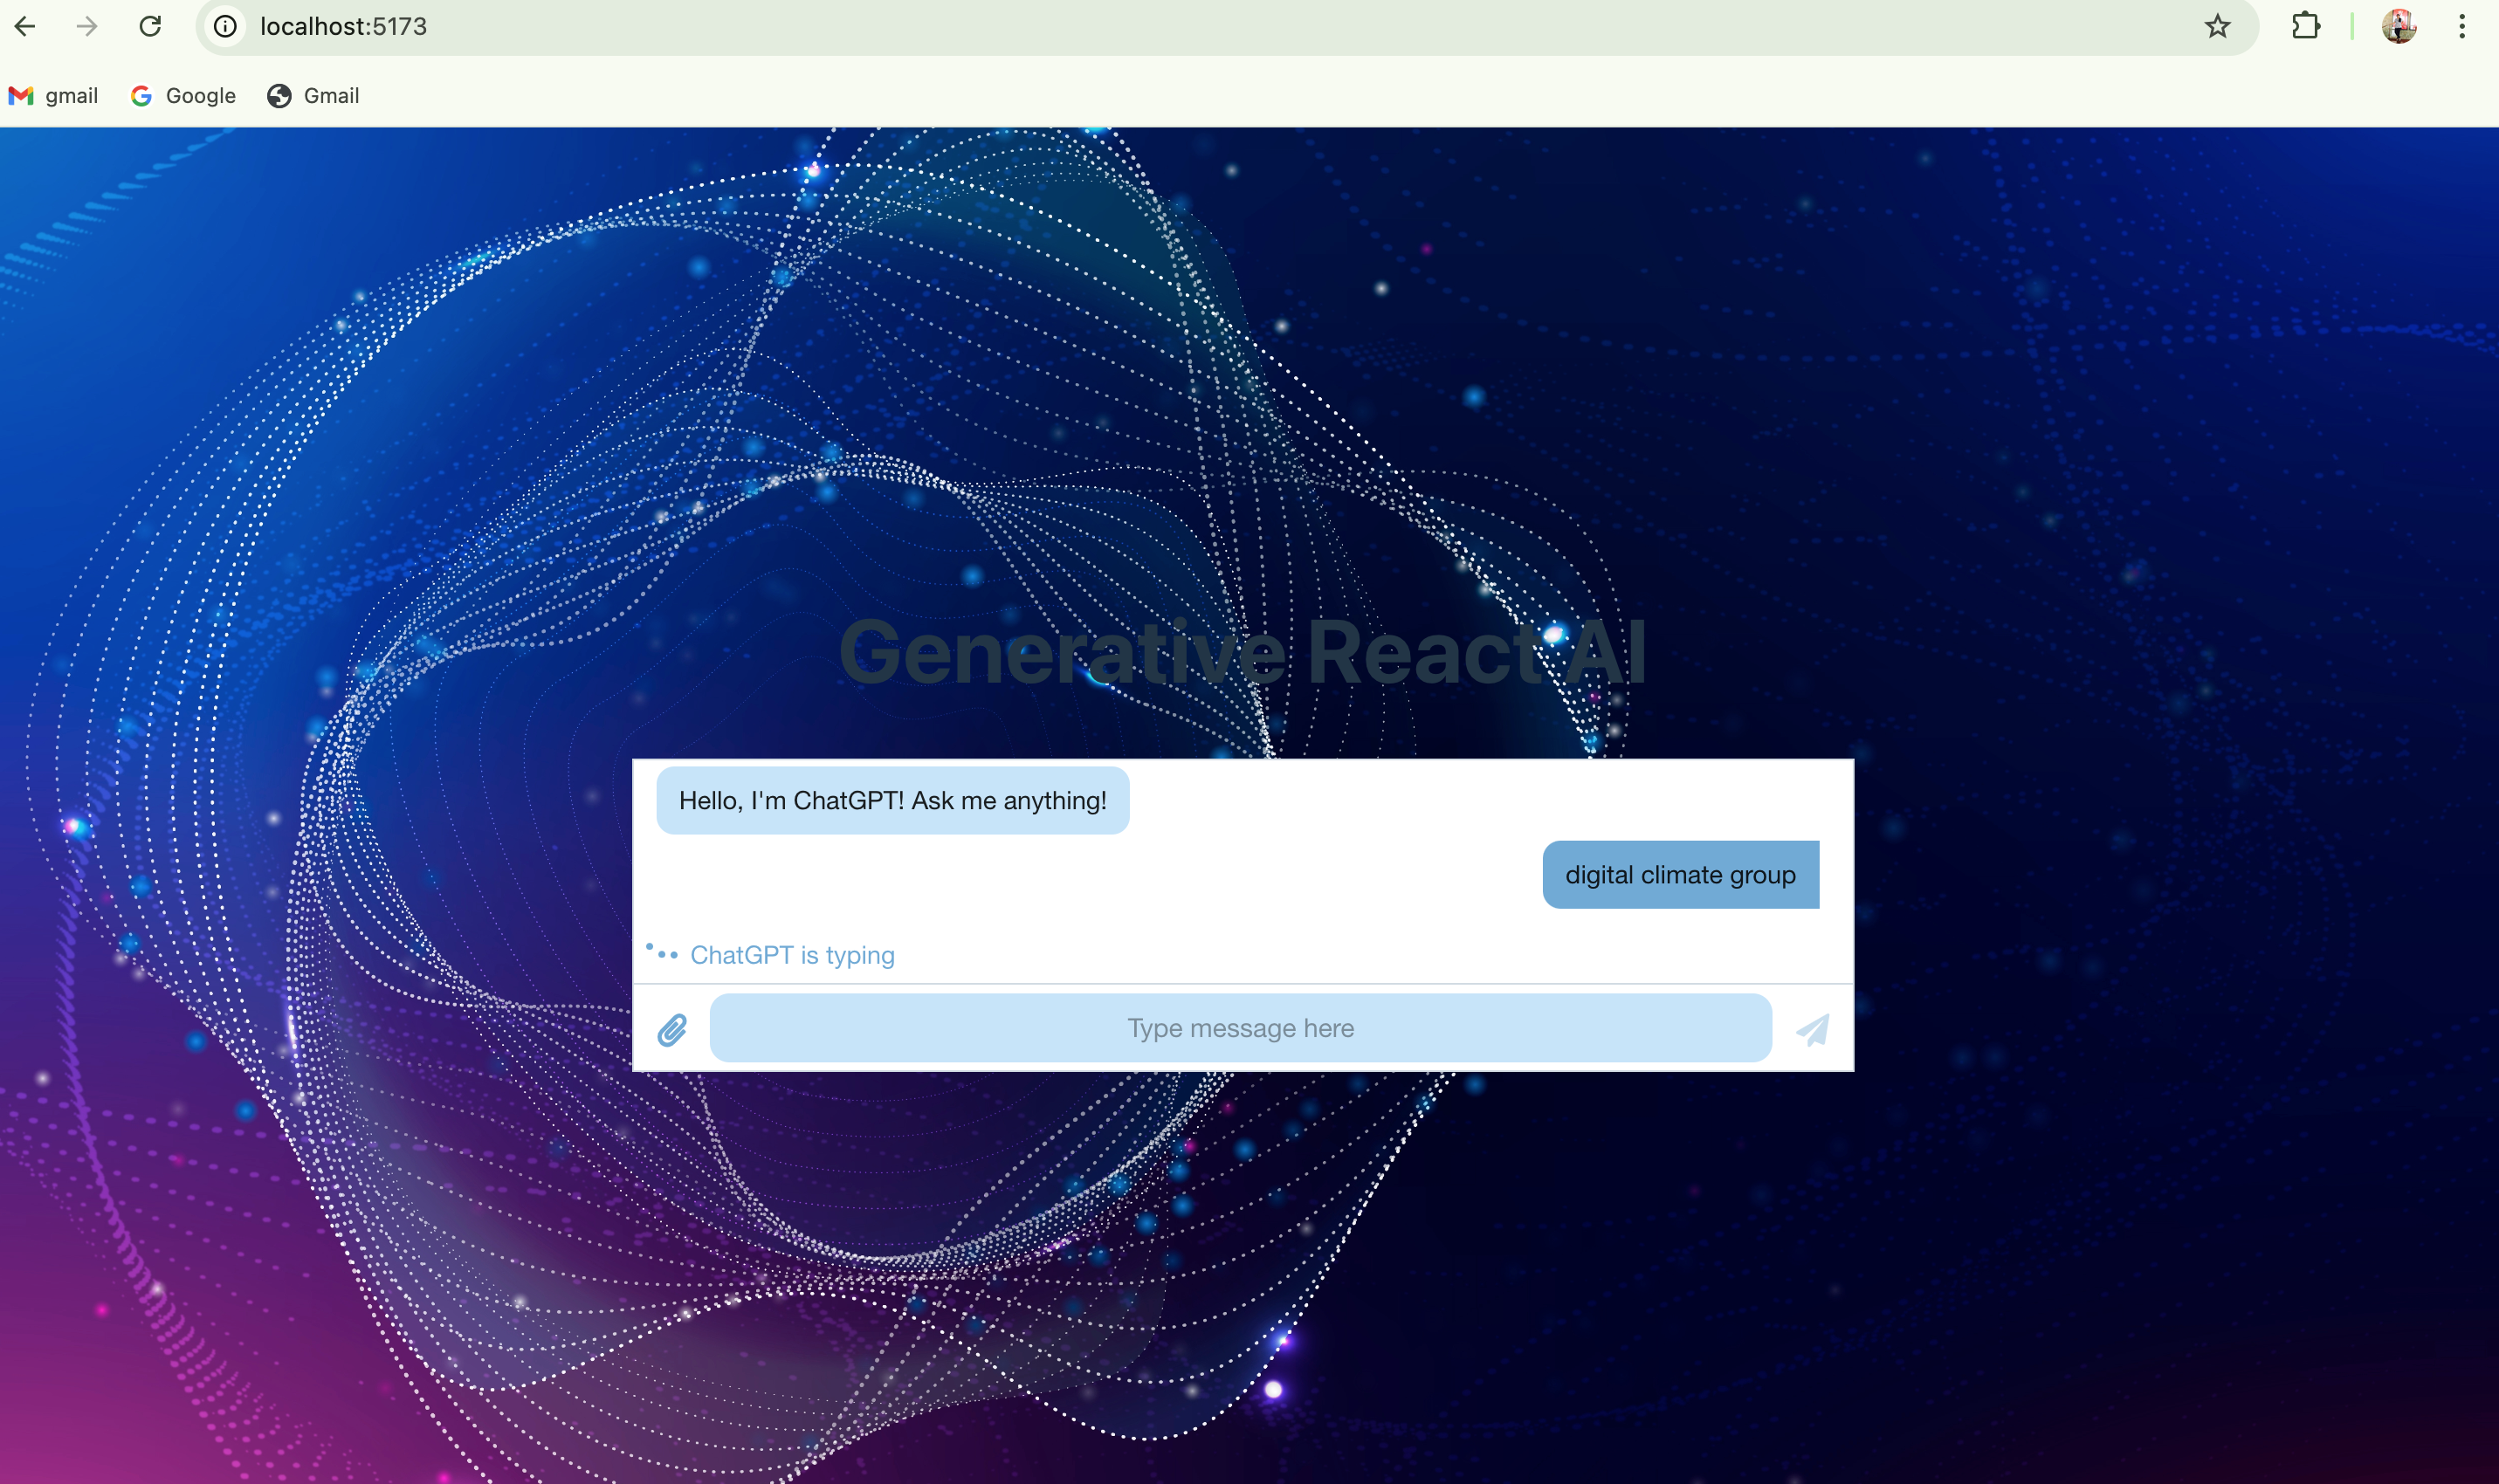 localhost:5173
gmail Google Gmail
Generative React AI
Hello, I'm ChatGPT! Ask me anything!
digital climate group
ChatGPT is typing
Type message here